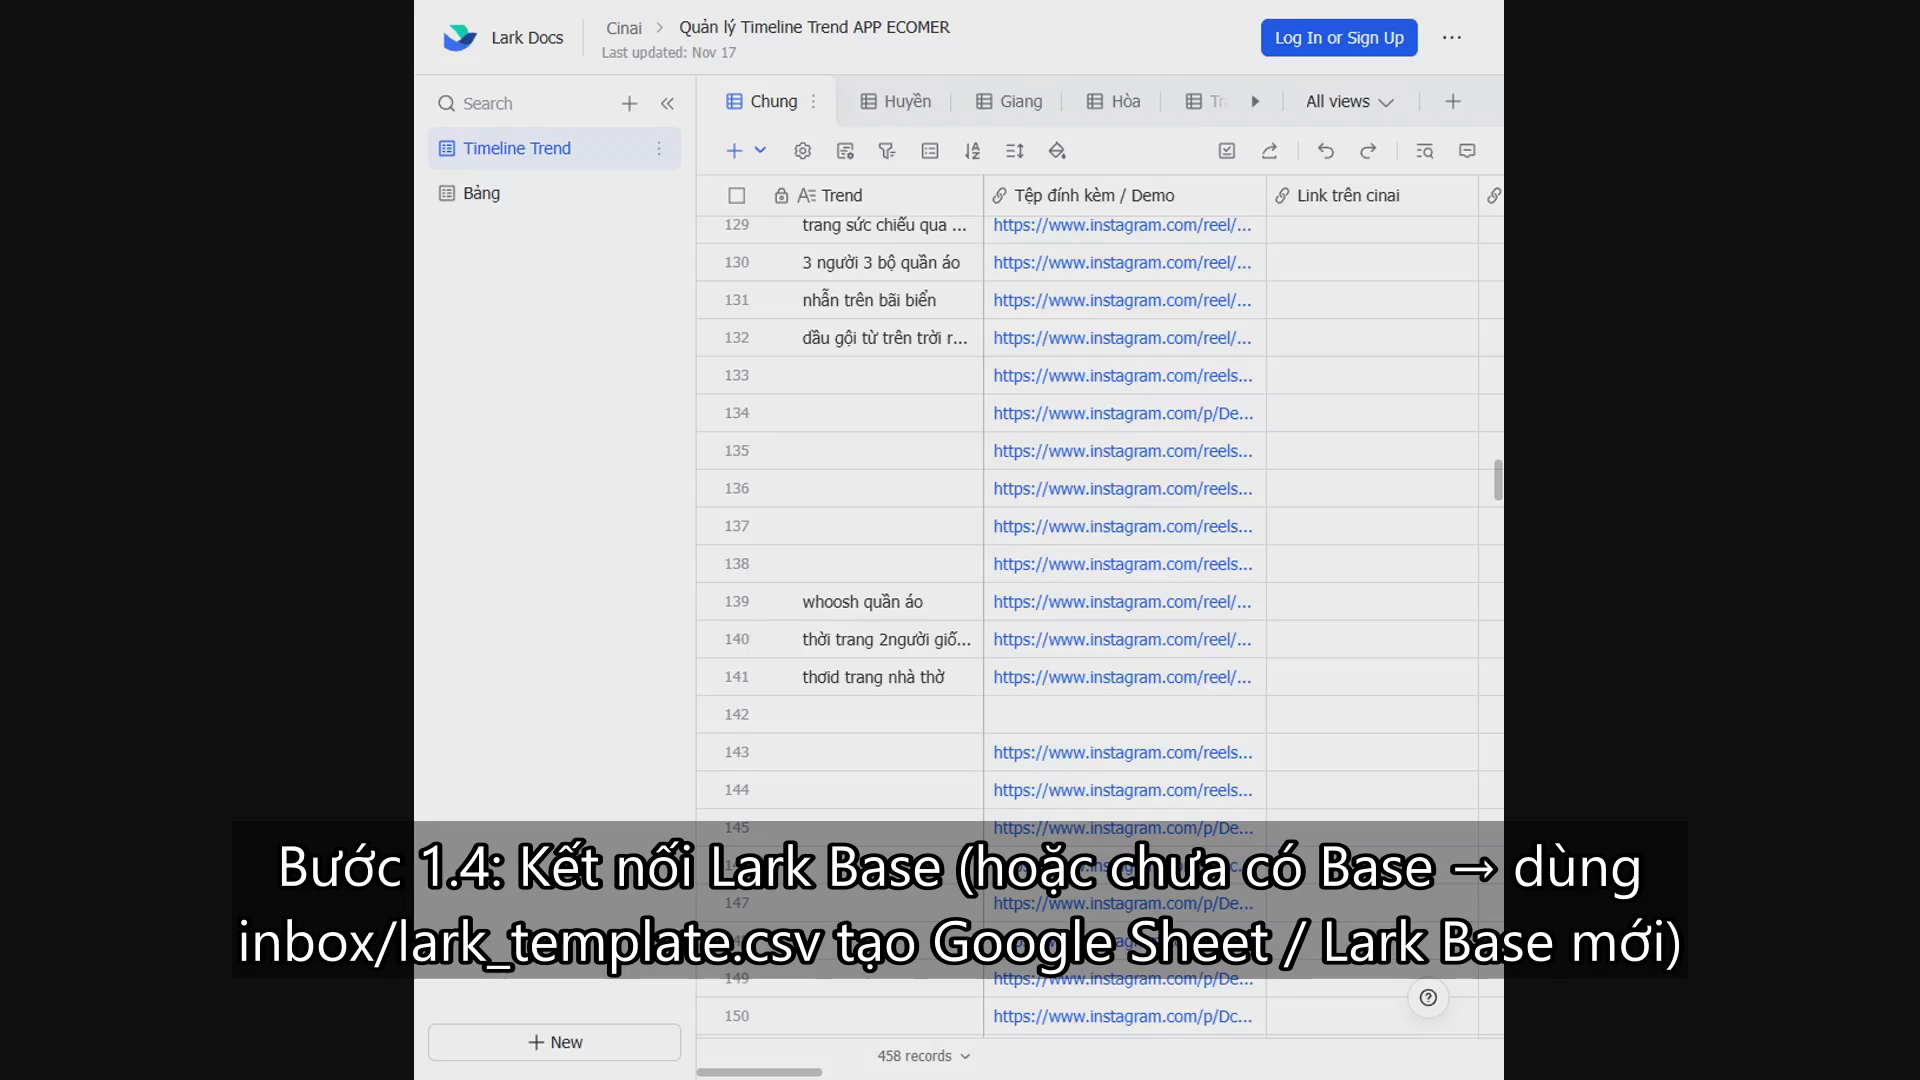 Lark Docs
Cinai > Quản lý Timeline Trend APP ECOMER
Last updated: Nov 17
Log In or Sign Up
Search
Timeline Trend
Bảng
Chung
Huyền
Giang
Hòa
All views
Trend
Tệp đính kèm / Demo
Link trên cinai
129 trang sức chiếu qua ... https://www.instagram.com/reel/...
130 3 người 3 bộ quần áo https://www.instagram.com/reel/...
131 nhẫn trên bãi biển https://www.instagram.com/reel/...
132 dầu gội từ trên trời r... https://www.instagram.com/reel/...
133 https://www.instagram.com/reels...
134 https://www.instagram.com/p/De...
135 https://www.instagram.com/reels...
136 https://www.instagram.com/reels...
137 https://www.instagram.com/reels...
138 https://www.instagram.com/reels...
139 whoosh quần áo https://www.instagram.com/reel/...
140 thời trang 2người giố... https://www.instagram.com/reel/...
141 thơid trang nhà thờ https://www.instagram.com/reel/...
142
143 https://www.instagram.com/reels...
144 https://www.instagram.com/reels...
145 https://www.instagram.com/p/De...
Bước 1.4: Kết nối Lark Base (hoặc chưa có Base → dùng
147 https://www.instagram.com/p/De...
inbox/lark_template.csv tạo Google Sheet / Lark Base mới)
149 https://www.instagram.com/p/De...
150 https://www.instagram.com/p/Dc...
New
458 records